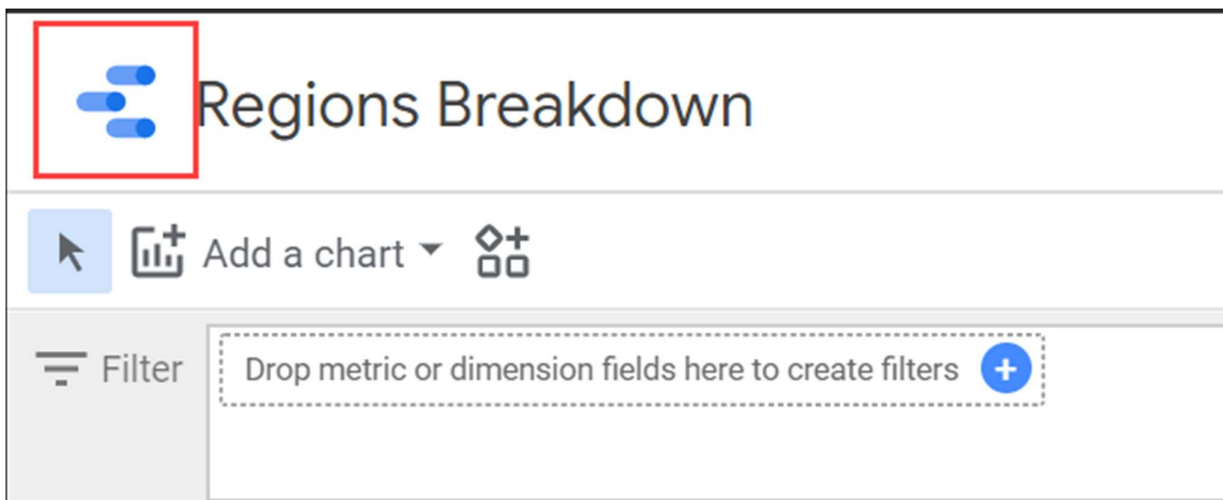 Regions Breakdown
Add a chart
Filter
Drop metric or dimension fields here to create filters